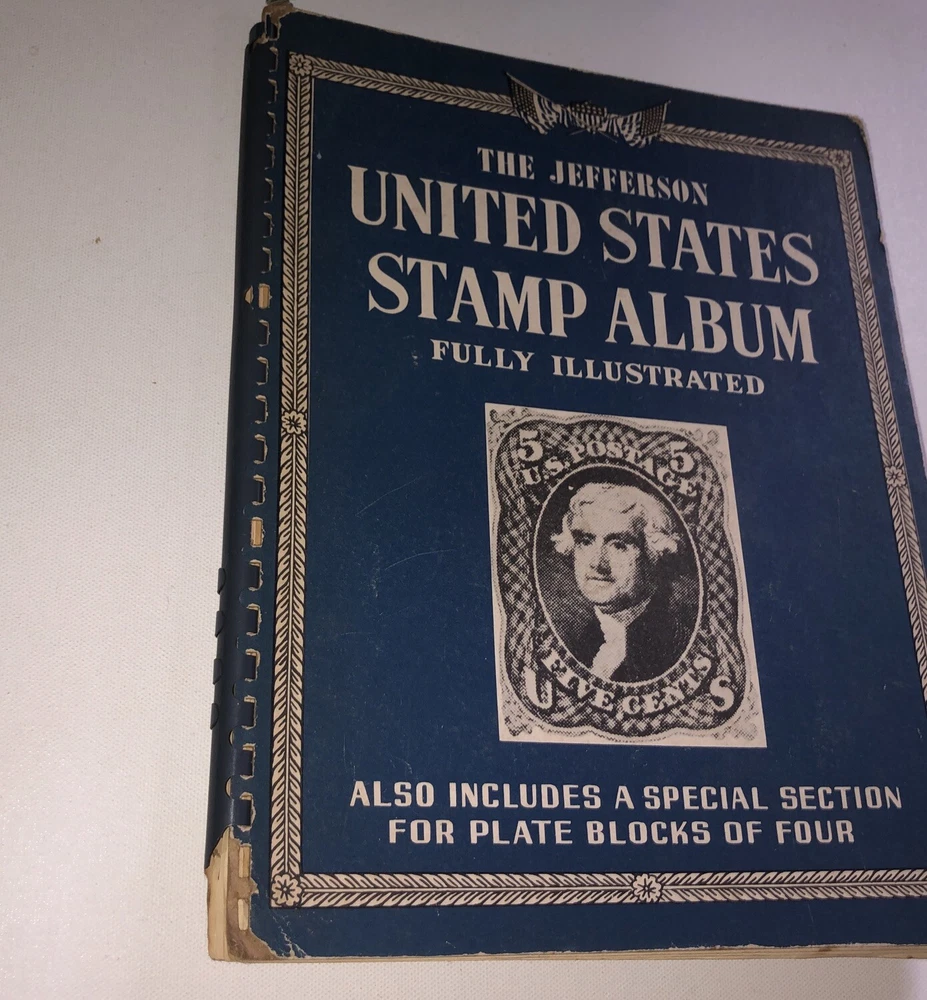 THE JEFFERSON
UNITED STATES
STAMP ALBUM
FULLY ILLUSTRATED
5 5
U.S. POSTAGE
FIVE CENTS
U S
ALSO INCLUDES A SPECIAL SECTION
FOR PLATE BLOCKS OF FOUR